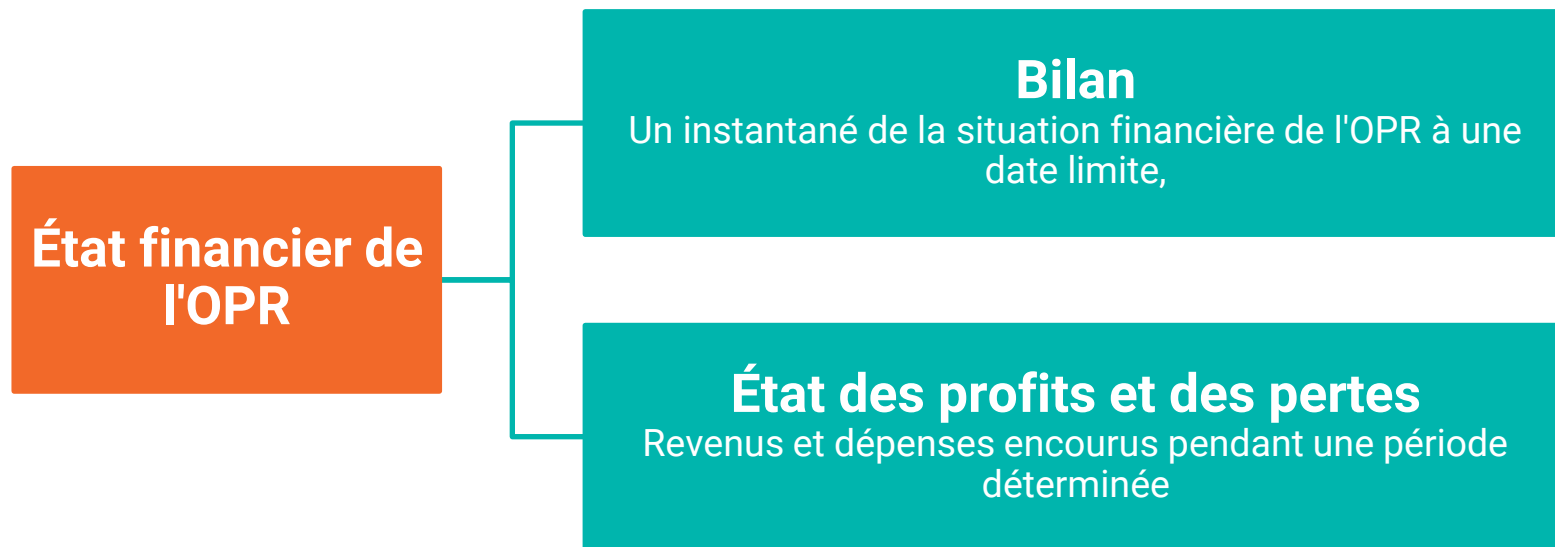 État financier de
l'OPR
Bilan
Un instantané de la situation financière de l'OPR à une
date limite,
État des profits et des pertes
Revenus et dépenses encourus pendant une période
déterminée